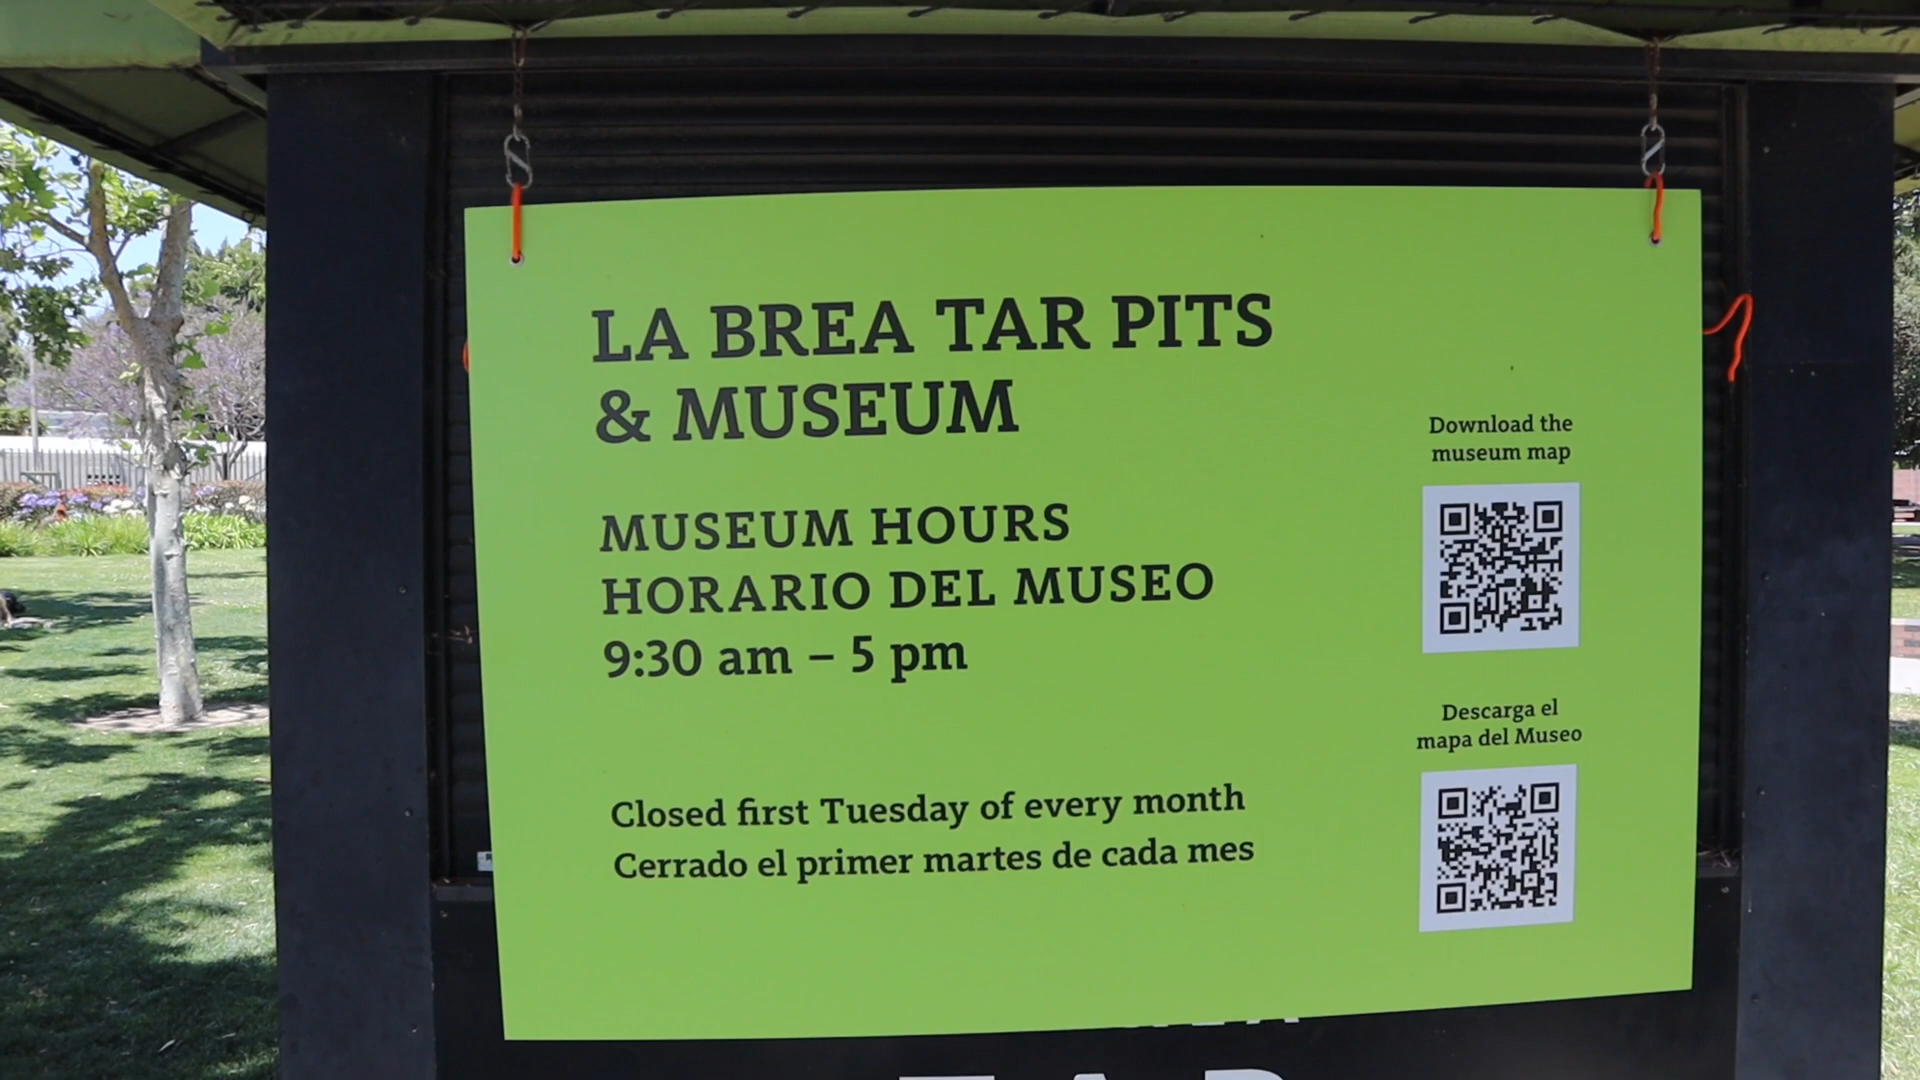 LA BREA TAR PITS
& MUSEUM
MUSEUM HOURS
HORARIO DEL MUSEO
9:30 am – 5 pm
Closed first Tuesday of every month
Cerrado el primer martes de cada mes
Download the
museum map
Descarga el
mapa del Museo